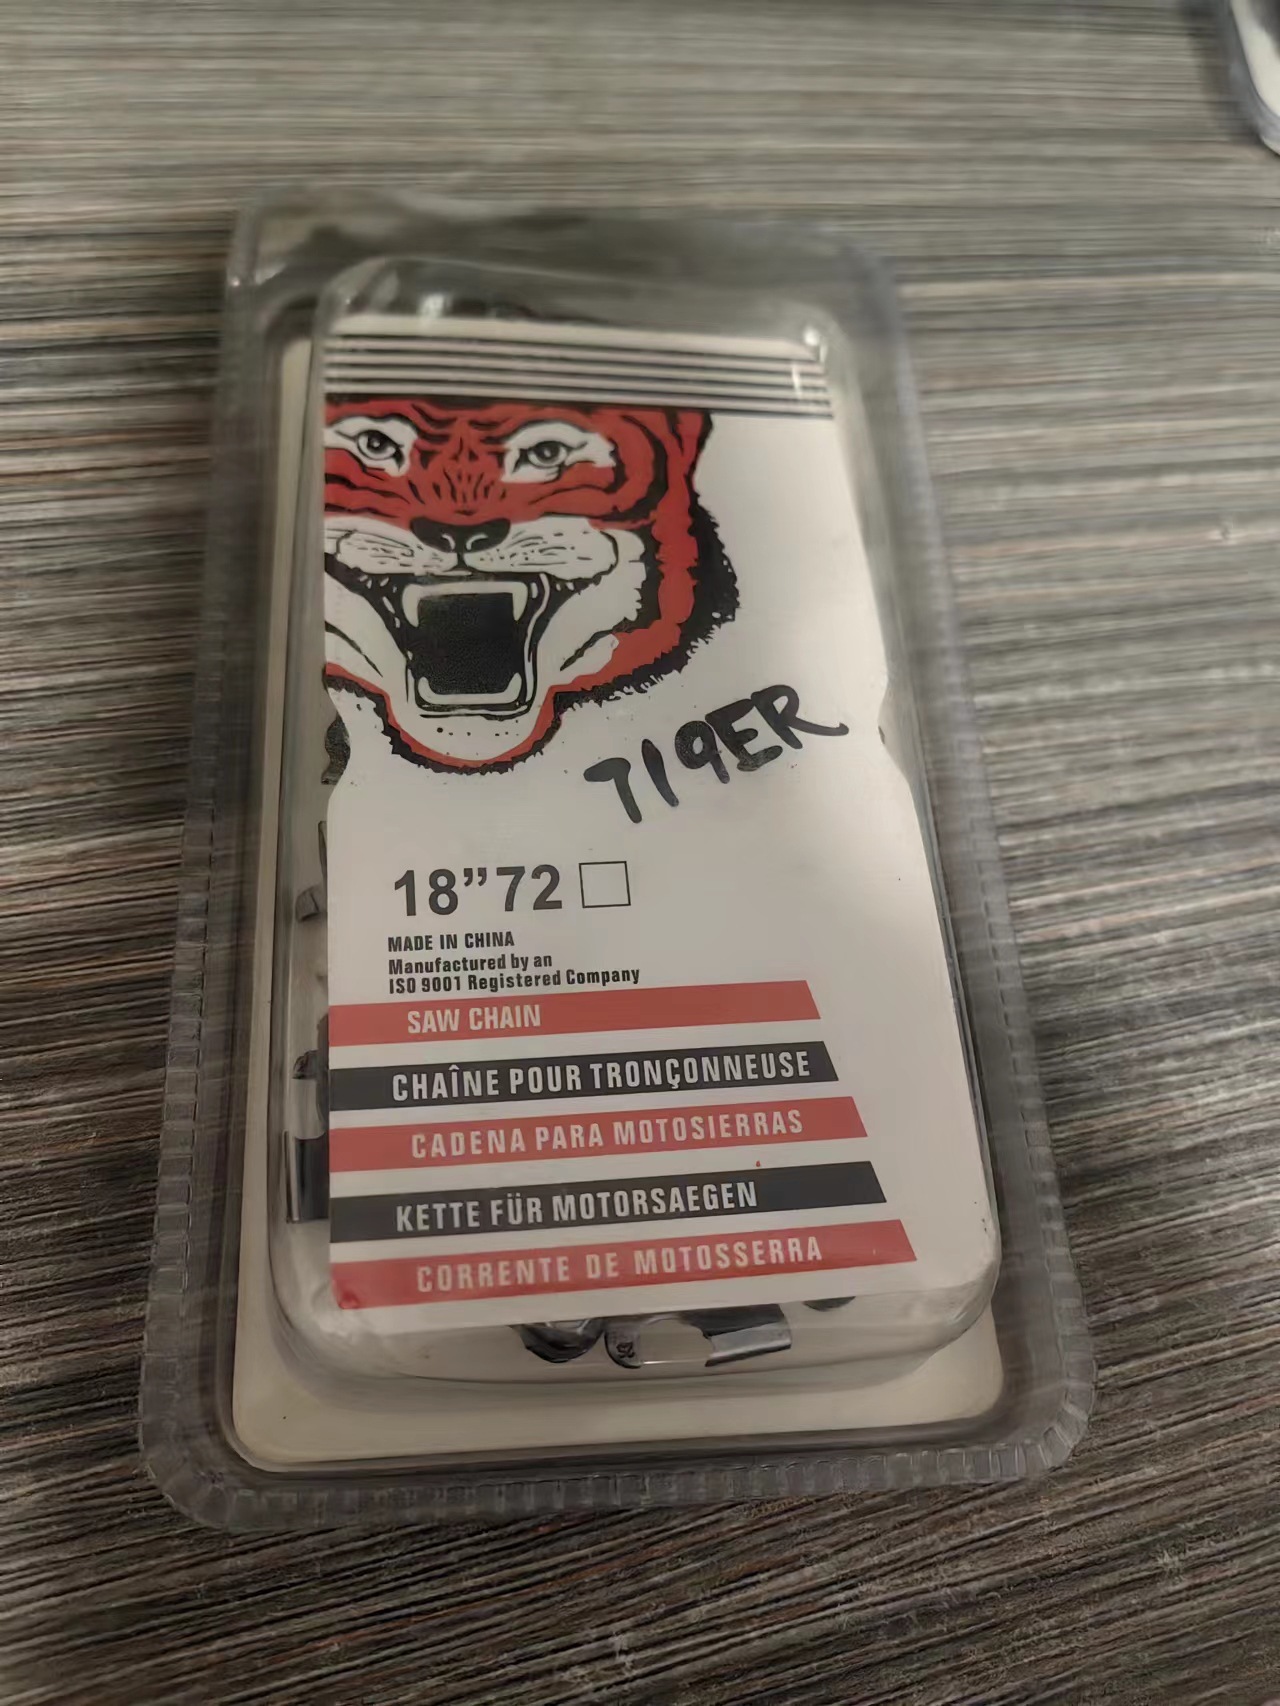 TIGER
18”72
MADE IN CHINA
Manufactured by an
ISO 9001 Registered Company
SAW CHAIN
CHAÎNE POUR TRONÇONNEUSE
CADENA PARA MOTOSIERRAS
KETTE FÜR MOTORSAEGEN
CORRENTE DE MOTOSSERRA